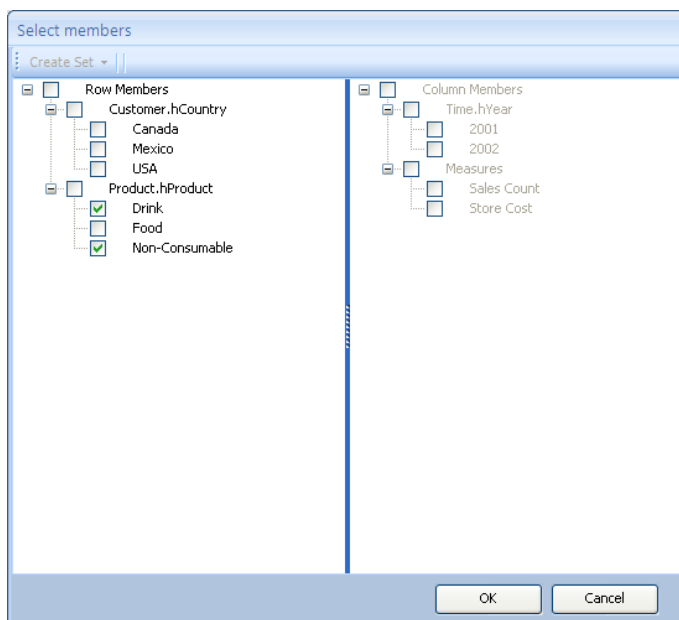 Select members
Create Set
Row Members
Customer.hCountry
Canada
Mexico
USA
Product.hProduct
Drink
Food
Non-Consumable
Column Members
Time.hYear
2001
2002
Measures
Sales Count
Store Cost
OK
Cancel